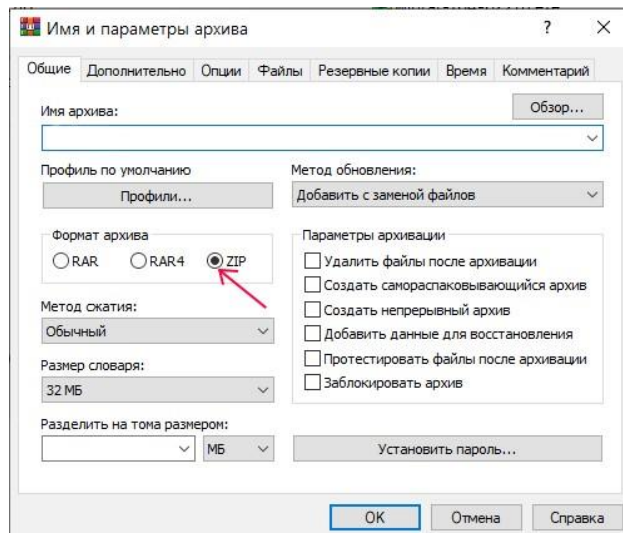 Имя и параметры архива
?
Общие Дополнительно Опции Файлы Резервные копии Время Комментарий
Имя архива:
Обзор...
Профиль по умолчанию
Профили...
Метод обновления:
Добавить с заменой файлов
Формат архива
RAR RAR4 ZIP
Метод сжатия:
Обычный
Размер словаря:
32 МБ
Разделить на тома размером:
МБ
Параметры архивации
Удалить файлы после архивации
Создать самораспаковывающийся архив
Создать непрерывный архив
Добавить данные для восстановления
Протестировать файлы после архивации
Заблокировать архив
Установить пароль...
OK Отмена Справка